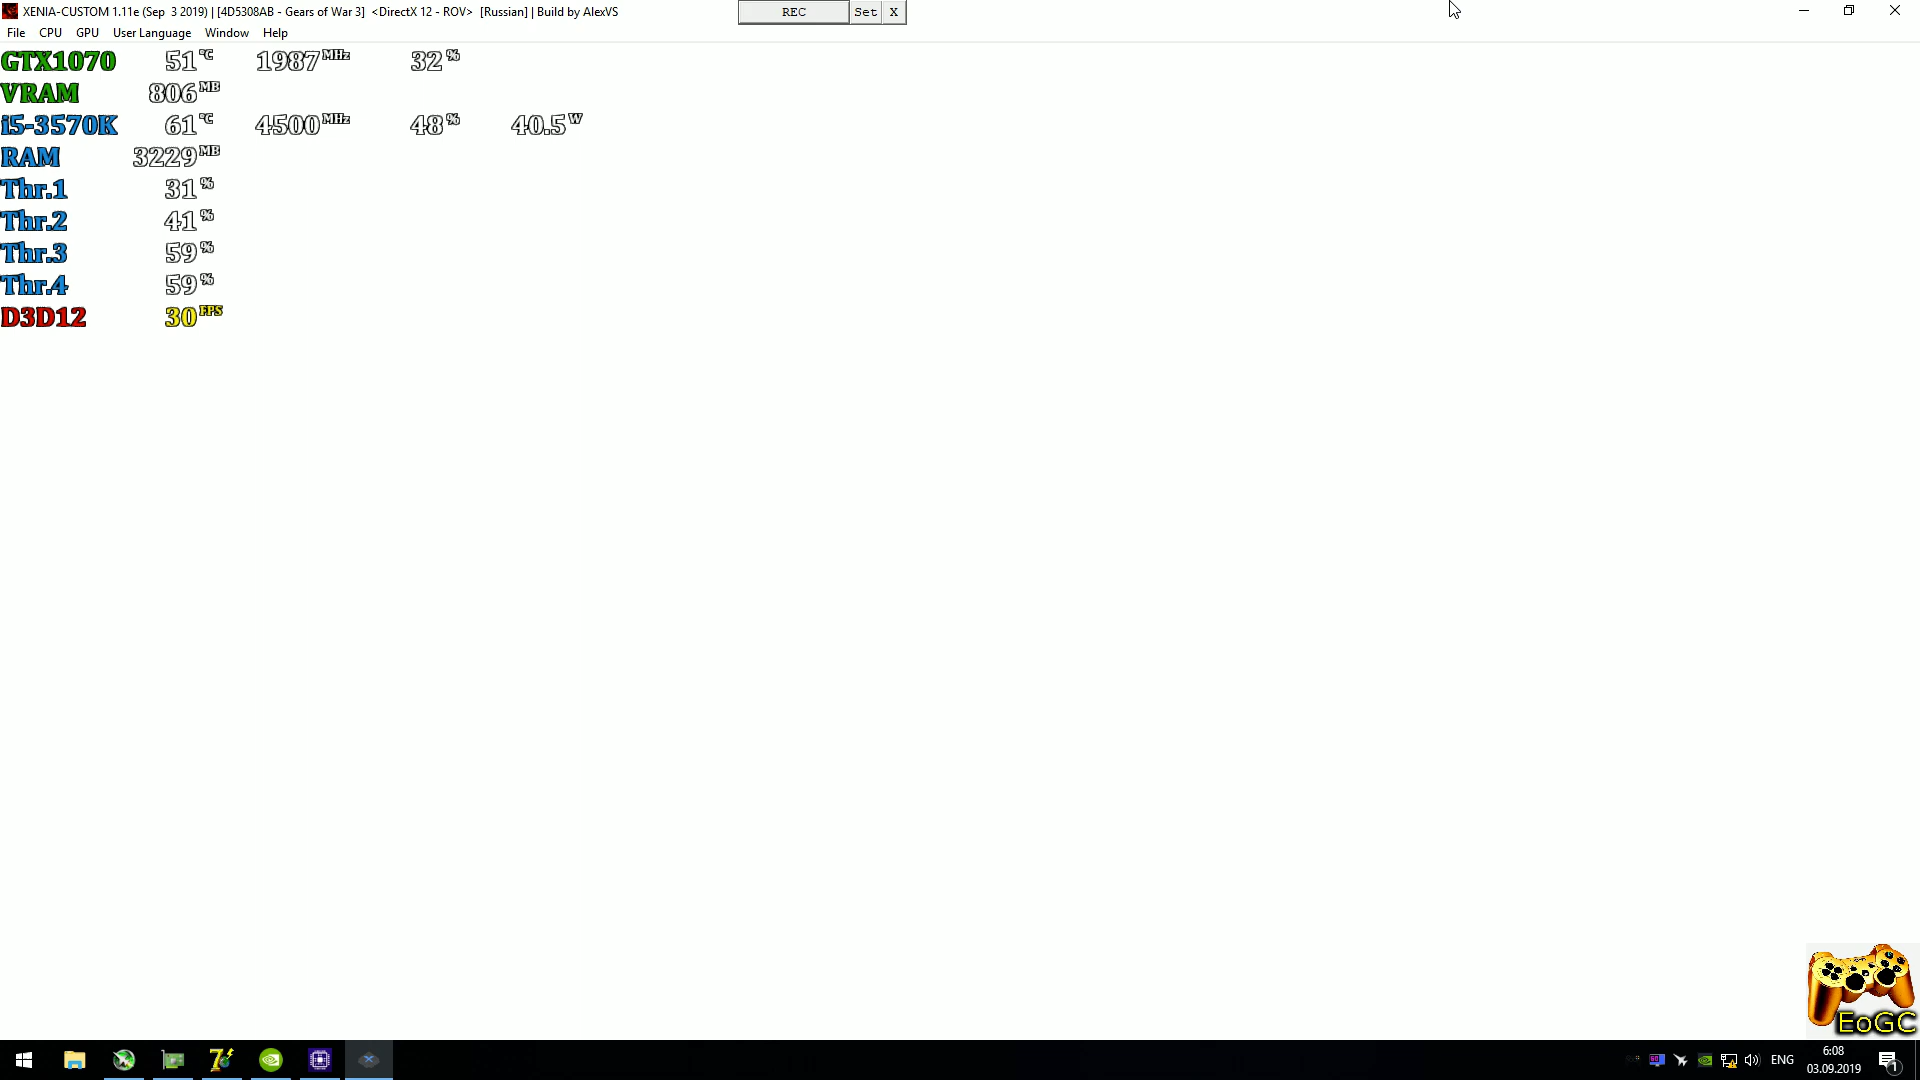 XENIA-CUSTOM 1.11e (Sep 3 2019) | [4D5308AB - Gears of War 3] <DirectX 12 - ROV> [Russian] | Build by AlexVS
REC Set X
File CPU GPU User Language Window Help
GTX1070 51 °C 1987 MHz 32 %
VRAM 806 MB
i5-3570K 61 °C 4500 MHz 48 % 40.5 W
RAM 3229 MB
Thr.1 31 %
Thr.2 41 %
Thr.3 59 %
Thr.4 59 %
D3D12 30 FPS
EoGC
ENG 6:08
03.09.2019
1